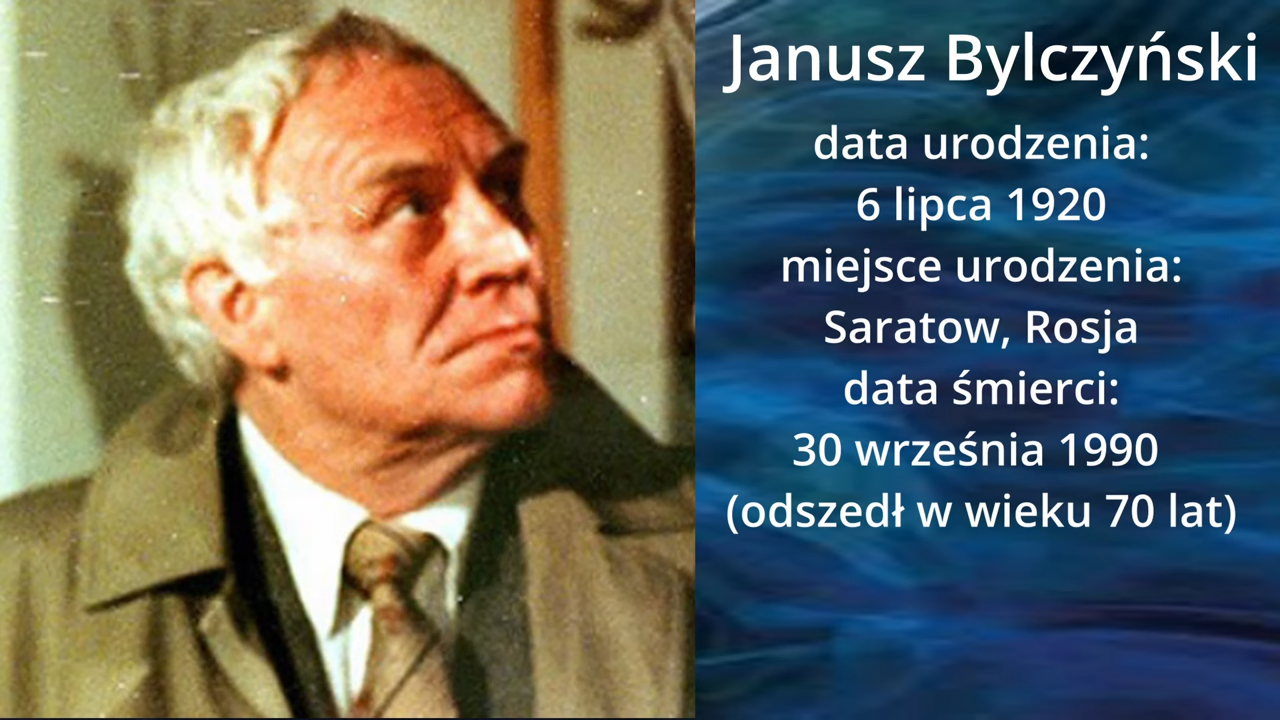 Janusz Bylczyński
data urodzenia:
6 lipca 1920
miejsce urodzenia:
Saratow, Rosja
data śmierci:
30 września 1990
(odszedł w wieku 70 lat)